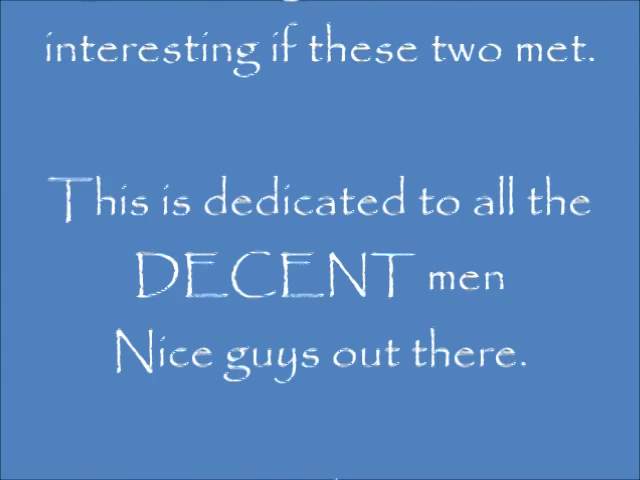 interesting if these two met.
This is dedicated to all the
DECENT men
Nice guys out there.